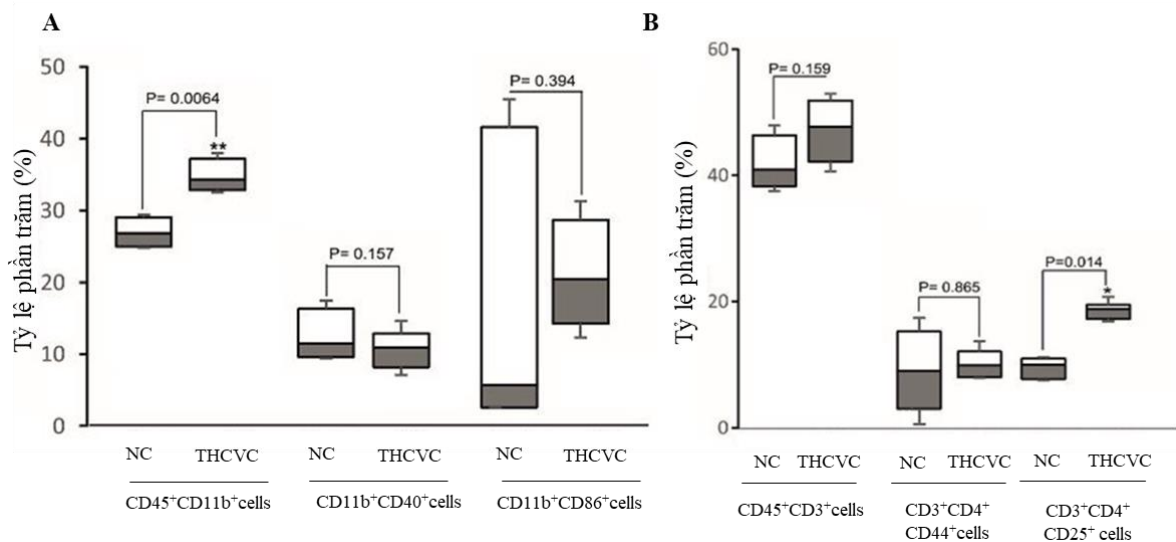 A
Tỷ lệ phần trăm (%)
50
40
30
20
10
0
P= 0.0064
**
P= 0.157
P= 0.394
NC THCVC NC THCVC NC THCVC
CD45⁺CD11b⁺cells CD11b⁺CD40⁺cells CD11b⁺CD86⁺cells
B
Tỷ lệ phần trăm (%)
60
40
20
0
P= 0.159
P= 0.865
P=0.014
*
NC THCVC NC THCVC NC THCVC
CD45⁺CD3⁺cells CD3⁺CD4⁺ CD3⁺CD4⁺
CD44⁺cells CD25⁺ cells